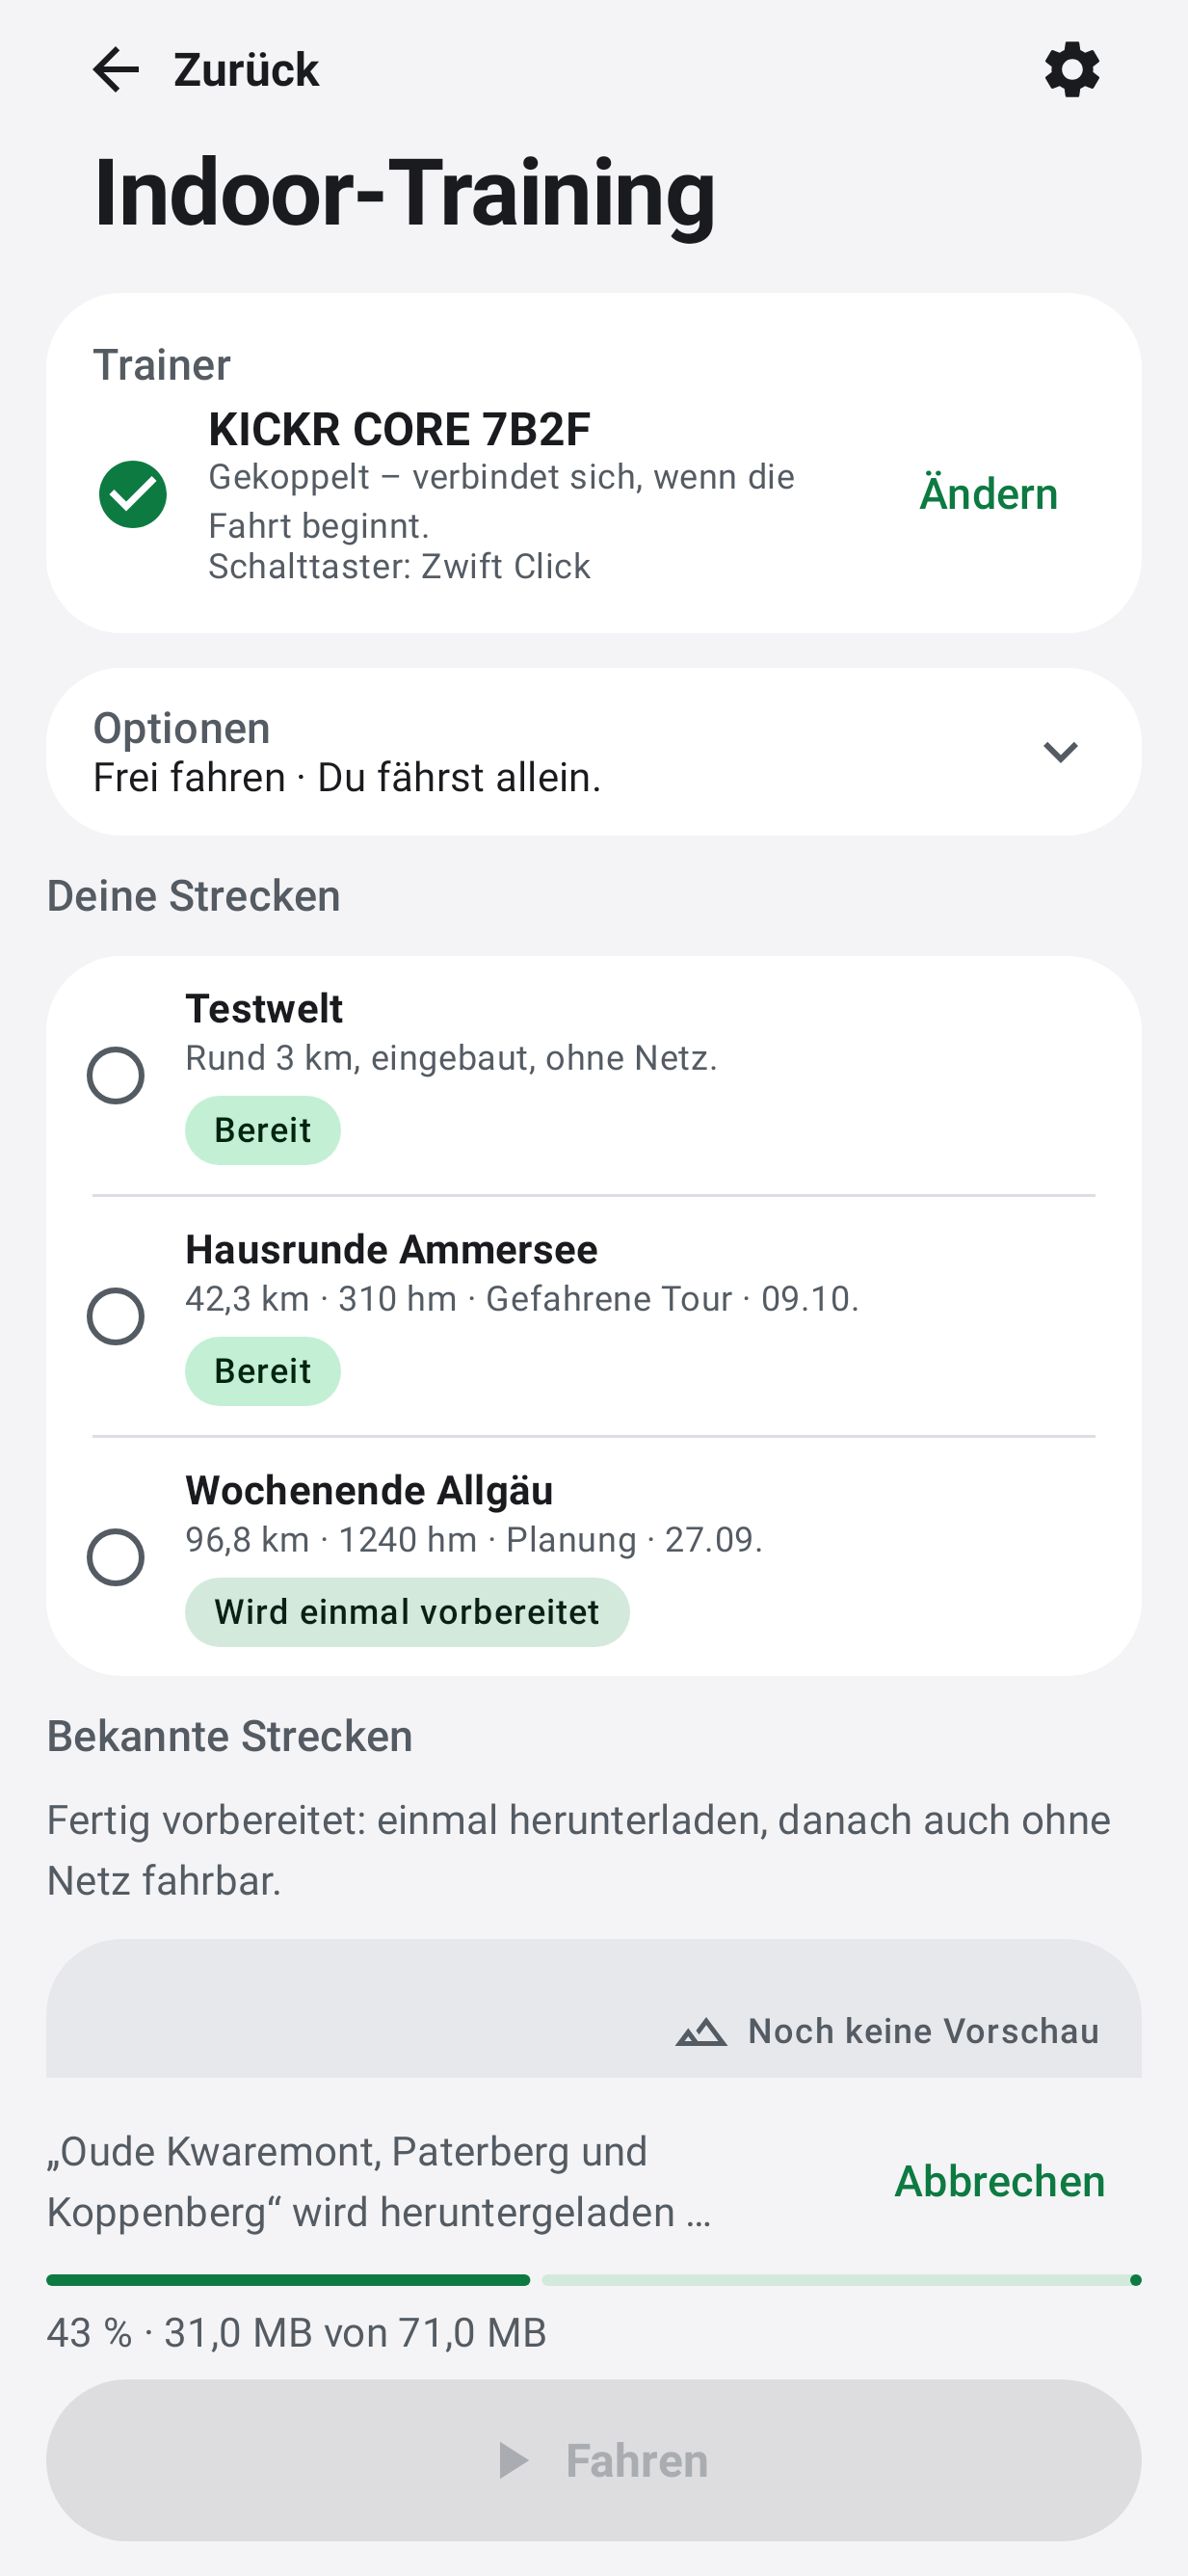 Zurück
Indoor-Training
Trainer
KICKR CORE 7B2F
Gekoppelt – verbindet sich, wenn die
Fahrt beginnt.
Schalttaster: Zwift Click
Ändern
Optionen
Frei fahren · Du fährst allein.
Deine Strecken
Testwelt
Rund 3 km, eingebaut, ohne Netz.
Bereit
Hausrunde Ammersee
42,3 km · 310 hm · Gefahrene Tour · 09.10.
Bereit
Wochenende Allgäu
96,8 km · 1240 hm · Planung · 27.09.
Wird einmal vorbereitet
Bekannte Strecken
Fertig vorbereitet: einmal herunterladen, danach auch ohne
Netz fahrbar.
Noch keine Vorschau
„Oude Kwaremont, Paterberg und
Koppenberg“ wird heruntergeladen …
Abbrechen
43 % · 31,0 MB von 71,0 MB
Fahren